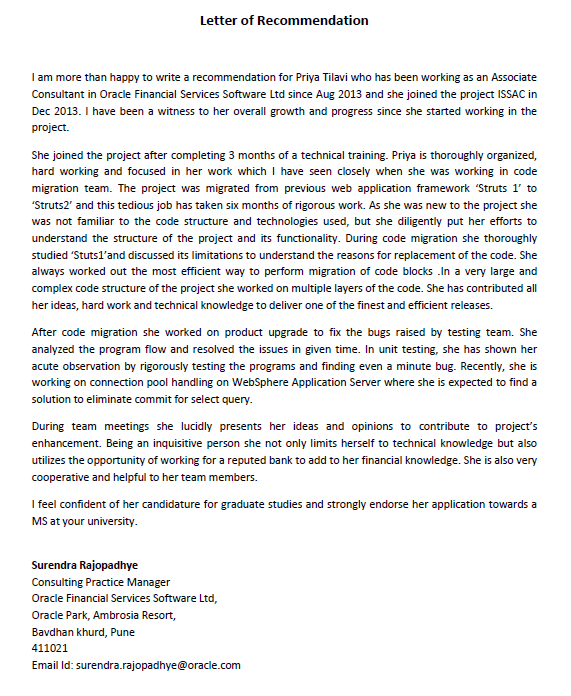 Letter of Recommendation
I am more than happy to write a recommendation for Priya Tilavi who has been working as an Associate
Consultant in Oracle Financial Services Software Ltd since Aug 2013 and she joined the project ISSAC in
Dec 2013. I have been a witness to her overall growth and progress since she started working in the
project.
She joined the project after completing 3 months of a technical training. Priya is thoroughly organized,
hard working and focused in her work which I have seen closely when she was working in code
migration team. The project was migrated from previous web application framework ‘Struts 1’ to
‘Struts2’ and this tedious job has taken six months of rigorous work. As she was new to the project she
was not familiar to the code structure and technologies used, but she diligently put her efforts to
understand the structure of the project and its functionality. During code migration she thoroughly
studied ‘Stuts1’and discussed its limitations to understand the reasons for replacement of the code. She
always worked out the most efficient way to perform migration of code blocks .In a very large and
complex code structure of the project she worked on multiple layers of the code. She has contributed all
her ideas, hard work and technical knowledge to deliver one of the finest and efficient releases.
After code migration she worked on product upgrade to fix the bugs raised by testing team. She
analyzed the program flow and resolved the issues in given time. In unit testing, she has shown her
acute observation by rigorously testing the programs and finding even a minute bug. Recently, she is
working on connection pool handling on WebSphere Application Server where she is expected to find a
solution to eliminate commit for select query.
During team meetings she lucidly presents her ideas and opinions to contribute to project’s
enhancement. Being an inquisitive person she not only limits herself to technical knowledge but also
utilizes the opportunity of working for a reputed bank to add to her financial knowledge. She is also very
cooperative and helpful to her team members.
I feel confident of her candidature for graduate studies and strongly endorse her application towards a
MS at your university.
Surendra Rajopadhye
Consulting Practice Manager
Oracle Financial Services Software Ltd,
Oracle Park, Ambrosia Resort,
Bavdhan khurd, Pune
411021
Email Id: surendra.rajopadhye@oracle.com